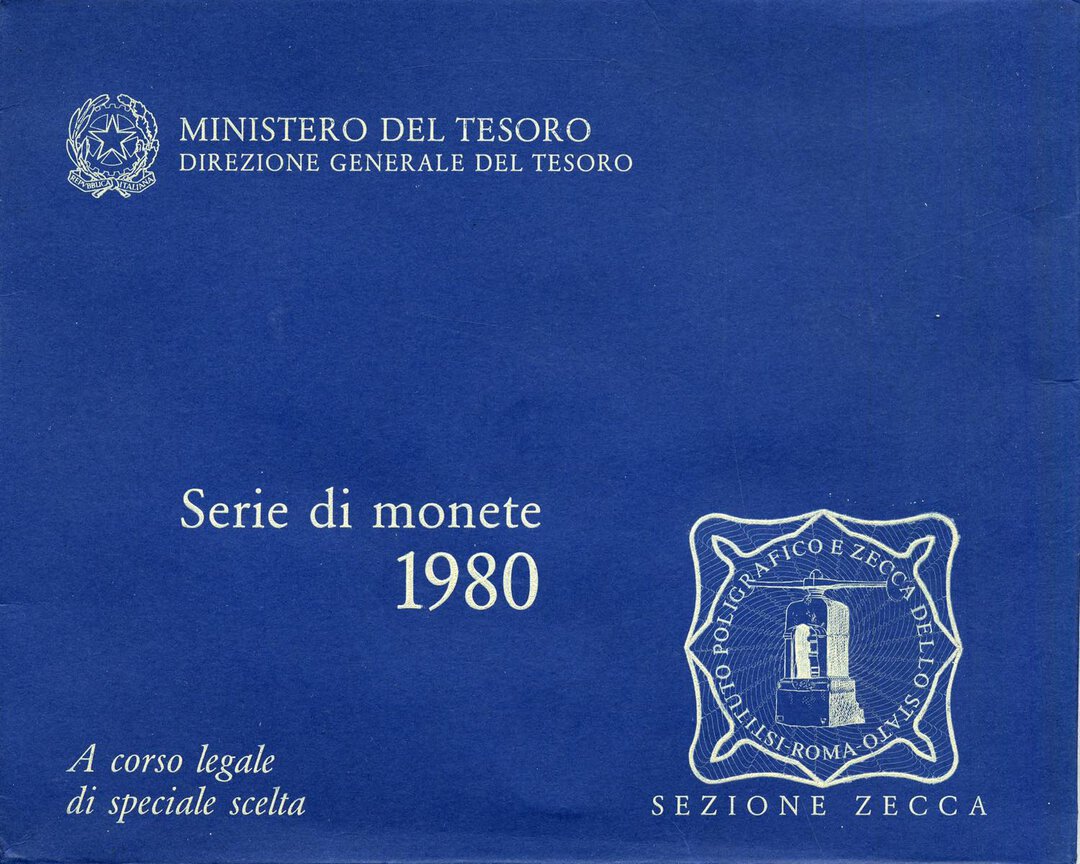 MINISTERO DEL TESORO
DIREZIONE GENERALE DEL TESORO
REPVBBLICA ITALIANA
Serie di monete
1980
ISTITUTO POLIGRAFICO E ZECCA DELLO STATO-ROMA-
SEZIONE ZECCA
A corso legale
di speciale scelta